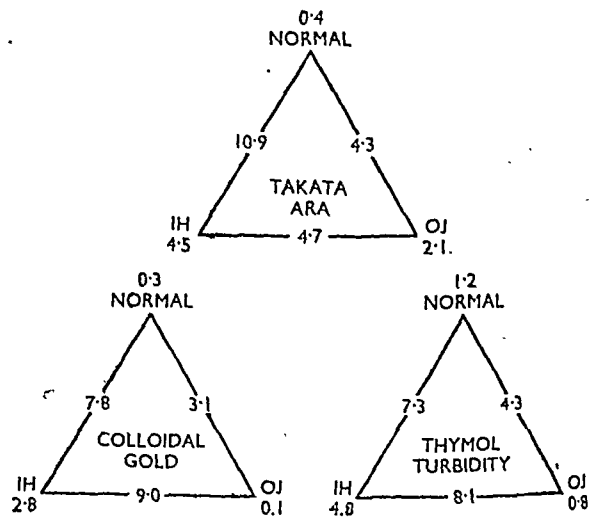 0·4
NORMAL
10·9
4·3
TAKATA
ARA
IH
4·5
4·7
OJ
2·1
0·3
NORMAL
7·8
3·1
COLLOIDAL
GOLD
IH
2·8
9·0
OJ
0·1
1·2
NORMAL
7·3
4·3
THYMOL
TURBIDITY
IH
4·8
8·1
OJ
0·8